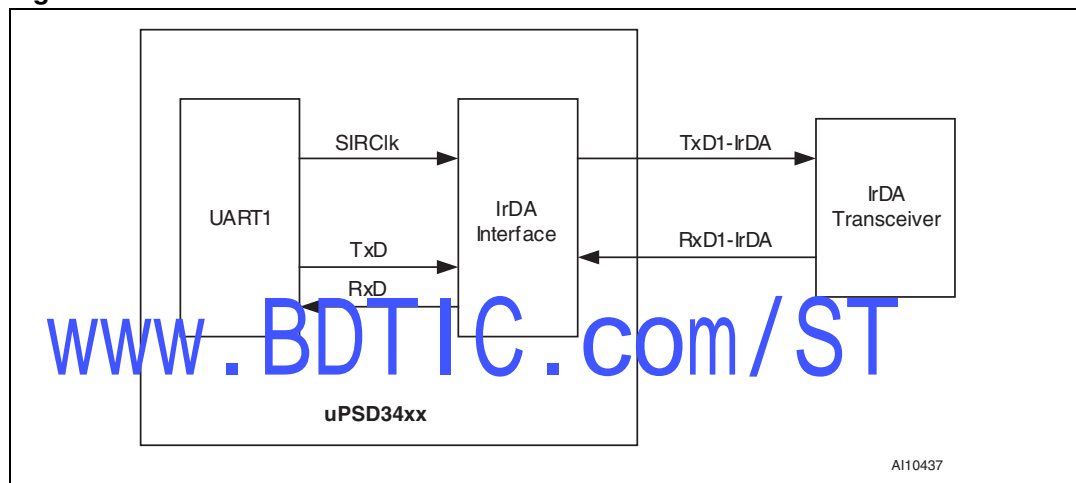 SIRClk
TxD1-IrDA
UART1
IrDA
Interface
IrDA
Transceiver
TxD
RxD1-IrDA
RxD
www.BDTIC.com/ST
uPSD34xx
AI10437